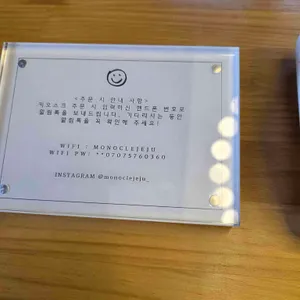 <주문 시 안내 사항>
키오스크 주문 시 입력하신 핸드폰 번호로
알림톡을 보내드립니다. 기다리시는 동안
알림톡을 꼭 확인해 주세요!
WIFI : MONOCLEJEJU
WIFI PW: **07075760360
INSTAGRAM @monoclejeju_